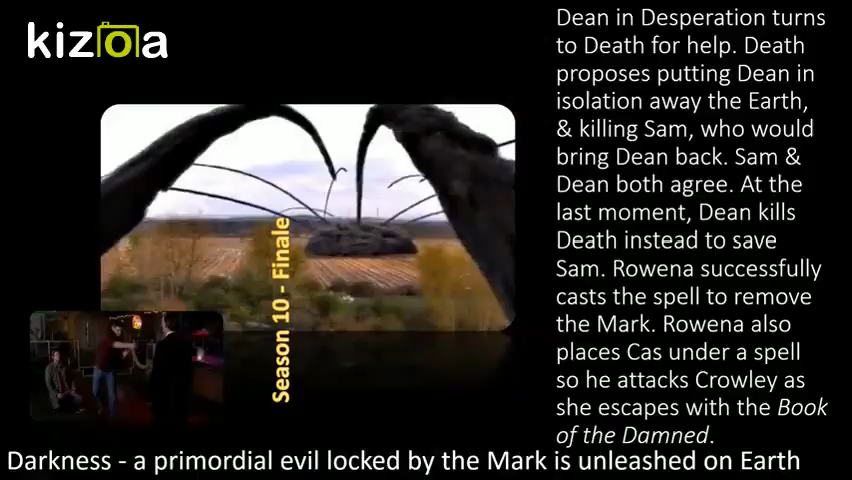 kizoa
Dean in Desperation turns
to Death for help. Death
proposes putting Dean in
isolation away the Earth,
& killing Sam, who would
bring Dean back. Sam &
Dean both agree. At the
last moment, Dean kills
Death instead to save
Sam. Rowena successfully
casts the spell to remove
the Mark. Rowena also
places Cas under a spell
so he attacks Crowley as
she escapes with the Book
of the Damned.
Season 10 - Finale
Darkness - a primordial evil locked by the Mark is unleashed on Earth